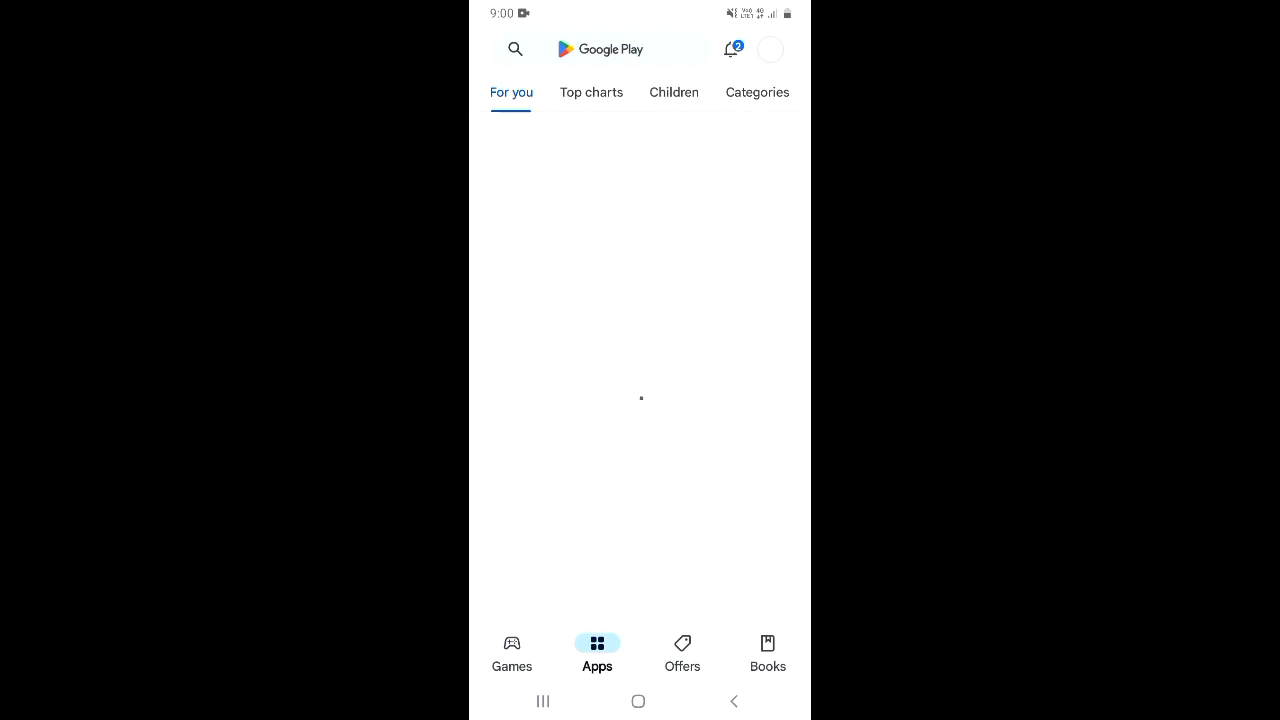 9:00
Google Play
2
For you Top charts Children Categories
Games Apps Offers Books